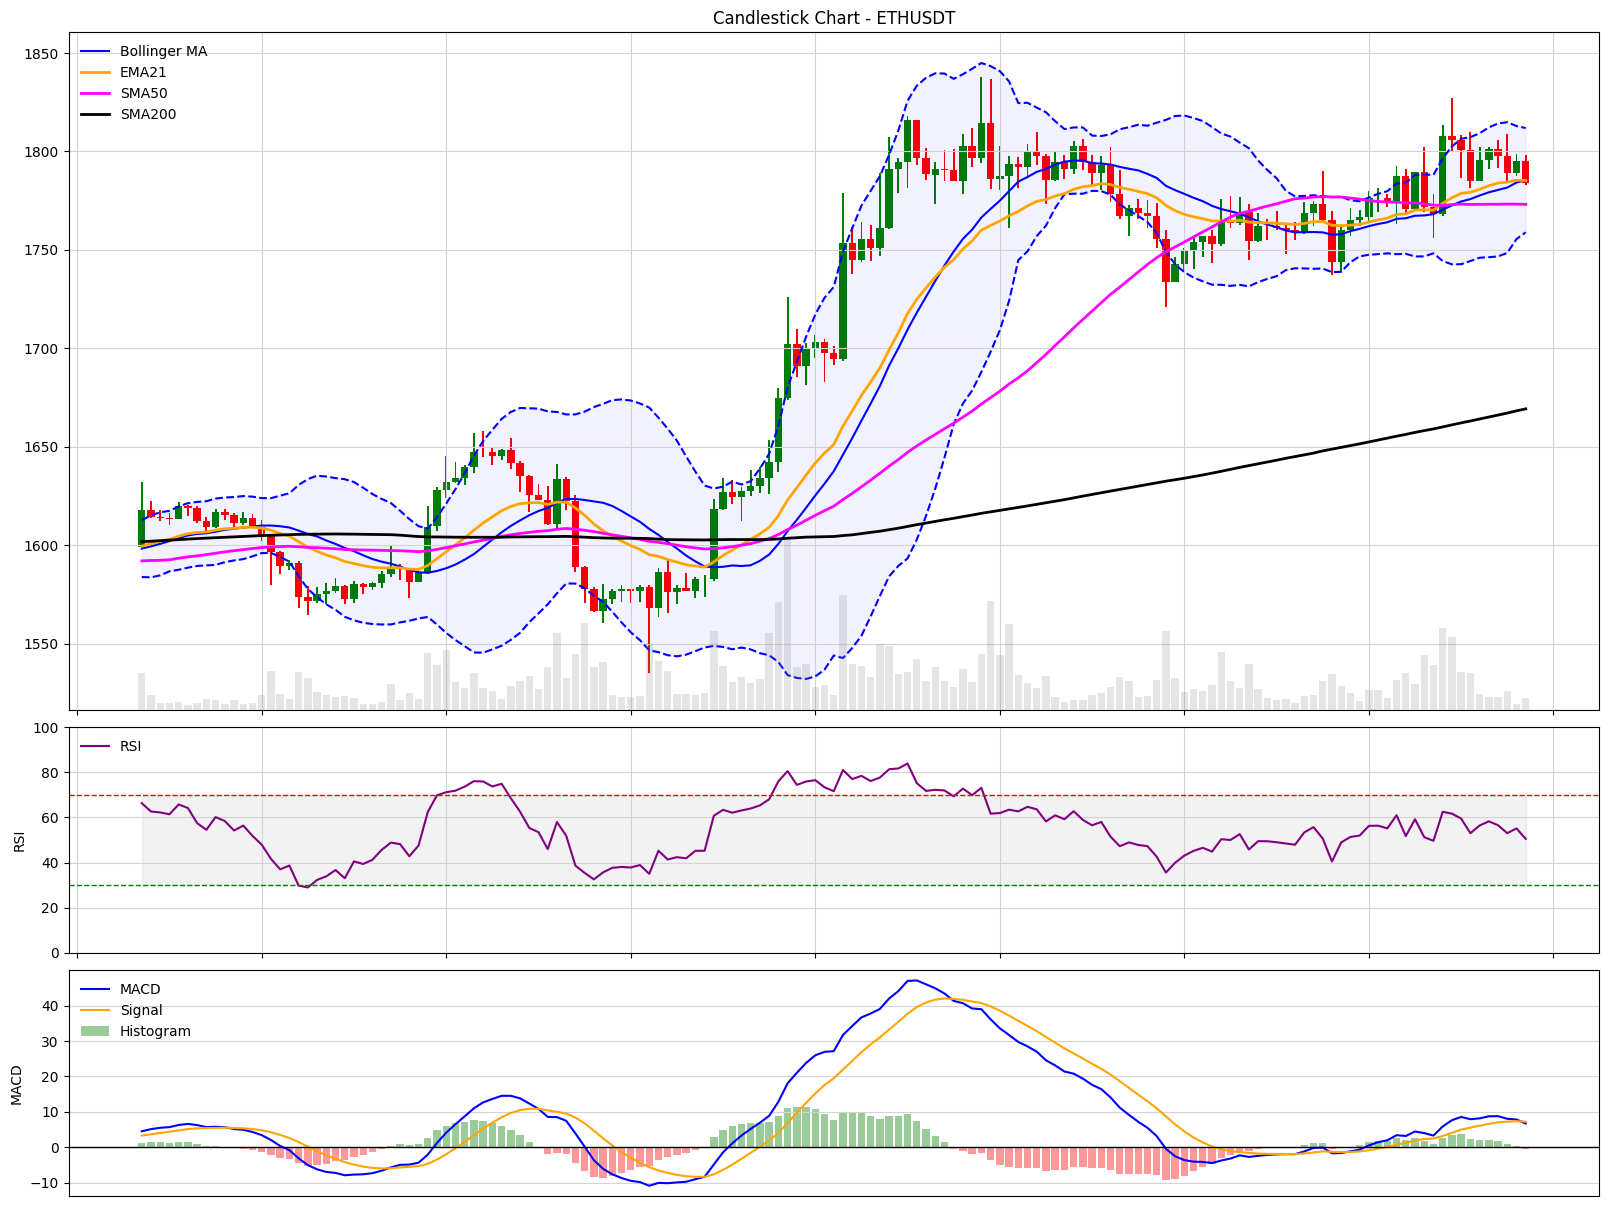 Candlestick Chart - ETHUSDT
Bollinger MA
EMA21
SMA50
SMA200
1850
1800
1750
1700
1650
1600
1550
RSI
RSI
100
80
60
40
20
0
MACD
Signal
Histogram
MACD
40
30
20
10
0
−10